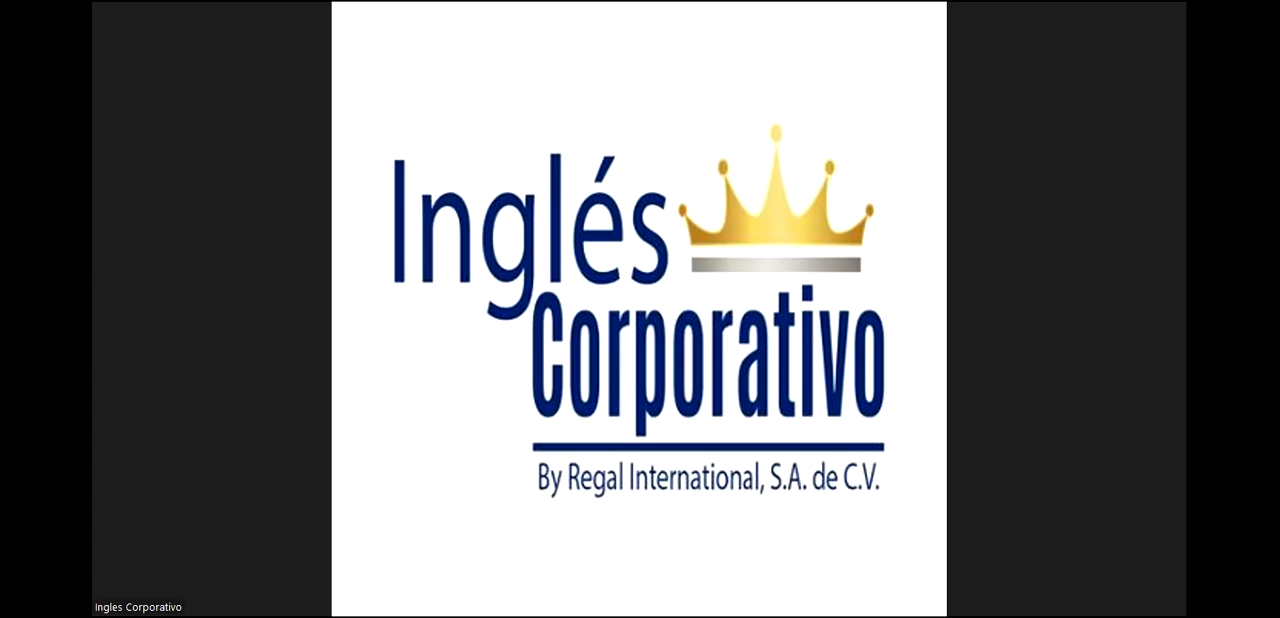 Inglés
Corporativo
By Regal International, S.A. de C.V.
Ingles Corporativo